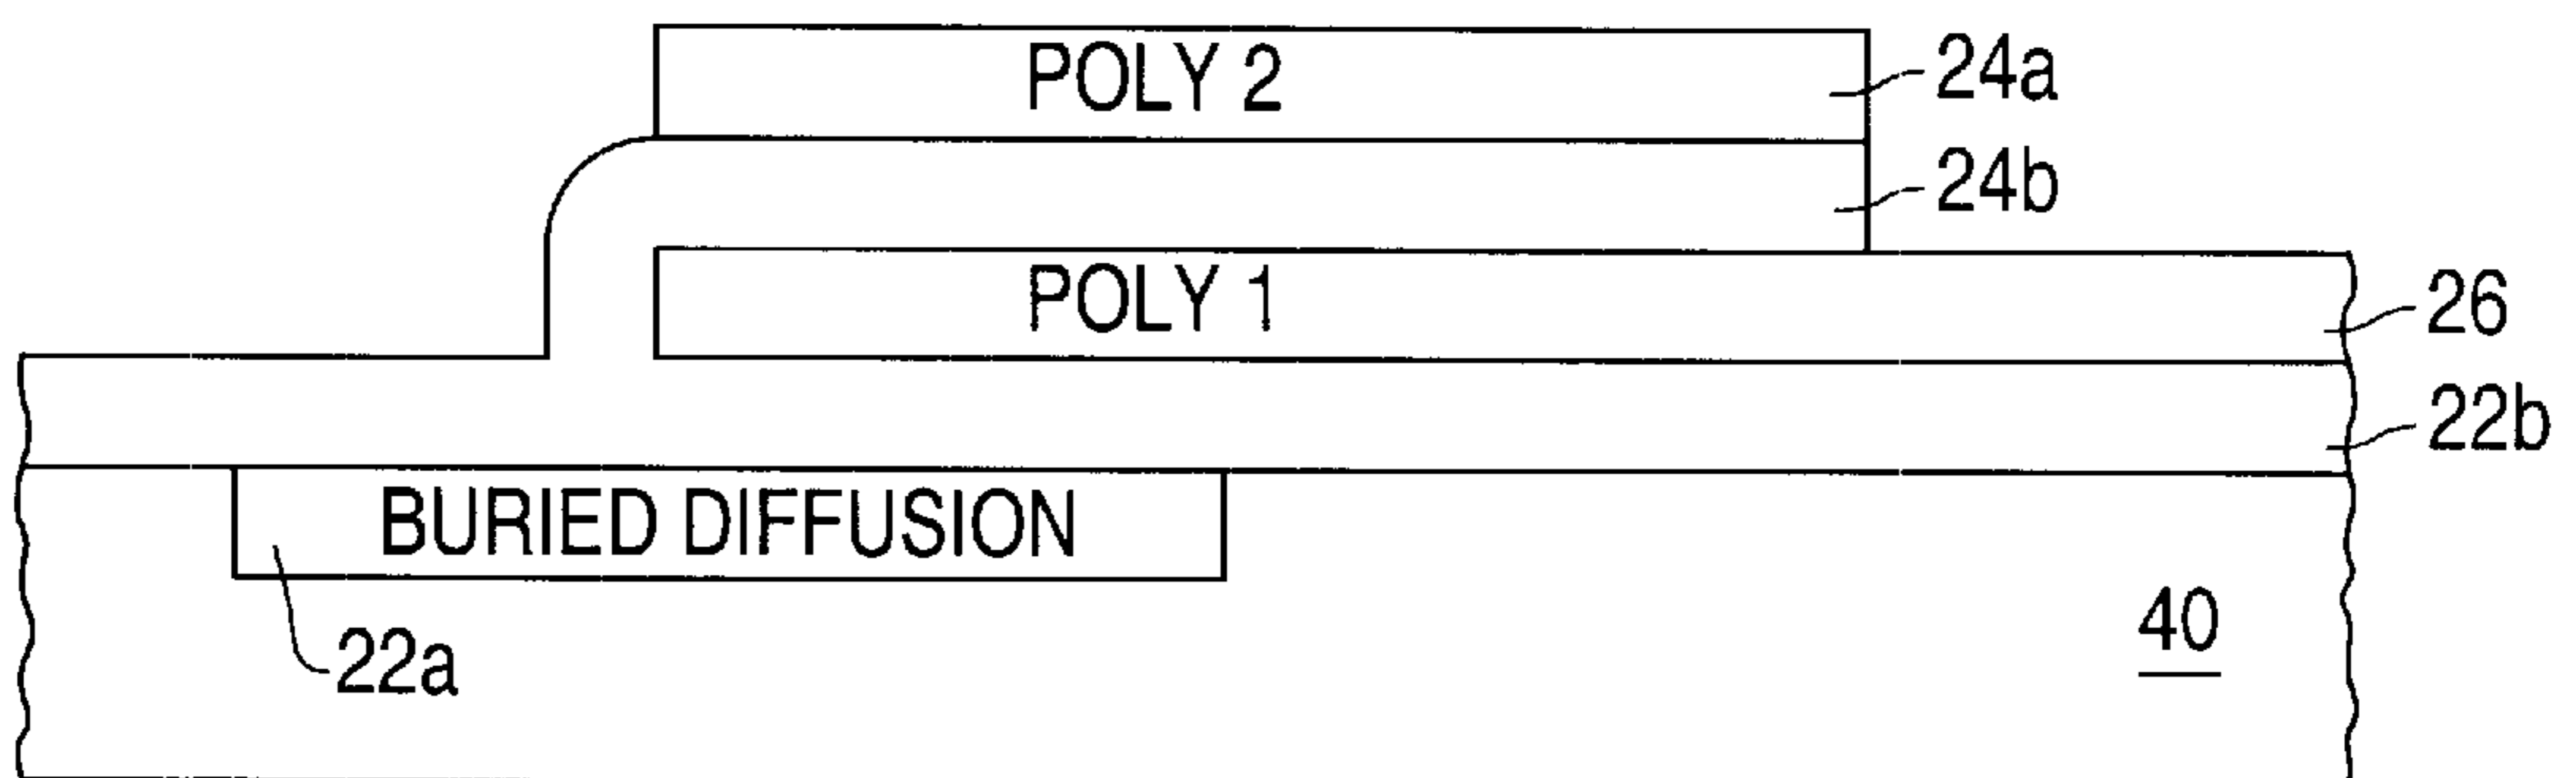 POLY 2
24a
24b
POLY 1
26
22b
BURIED DIFFUSION
40
22a